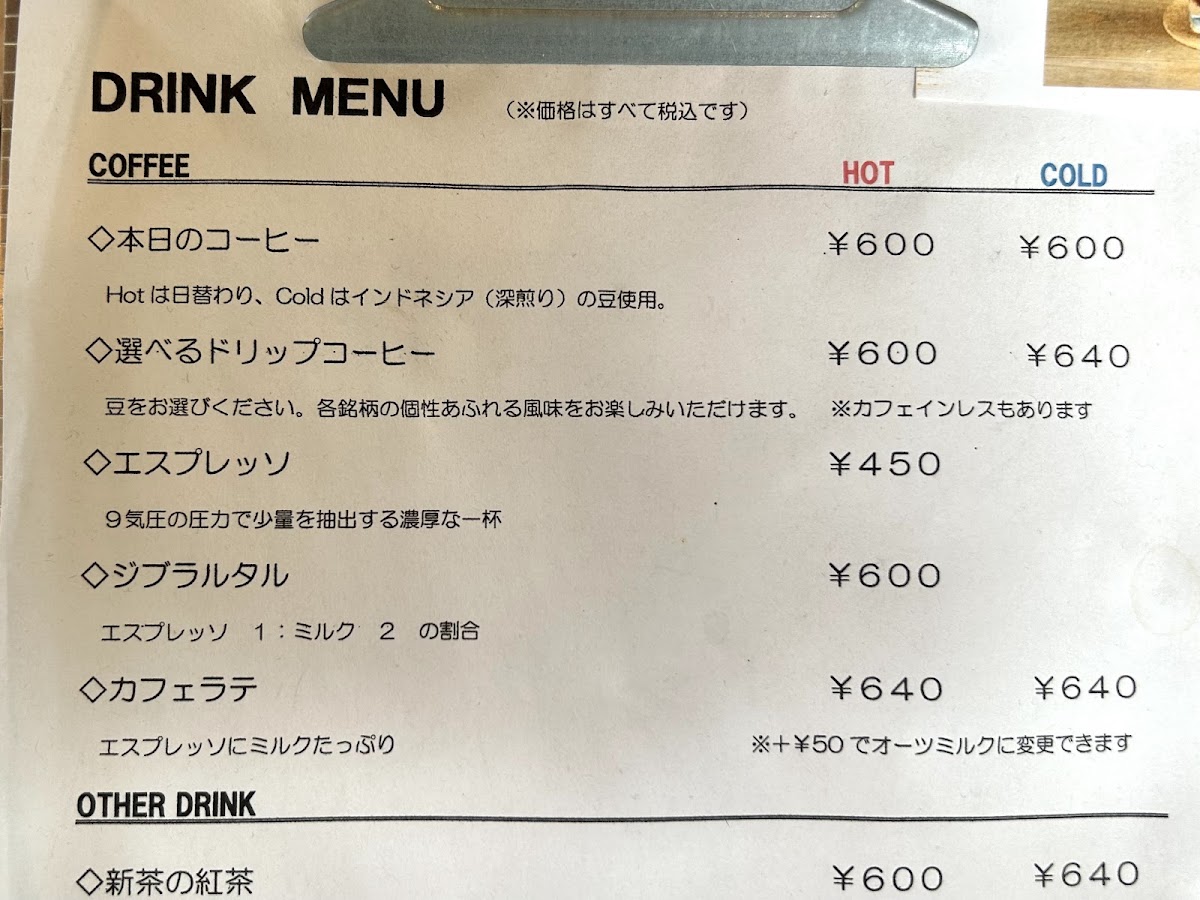 DRINK MENU （※価格はすべて税込です）
COFFEE HOT COLD
◇本日のコーヒー ￥600 ￥600
Hot は日替わり、Cold はインドネシア（深煎り）の豆使用。
◇選べるドリップコーヒー ￥600 ￥640
豆をお選びください。各銘柄の個性あふれる風味をお楽しみいただけます。 ※カフェインレスもあります
◇エスプレッソ ￥450
９気圧の圧力で少量を抽出する濃厚な一杯
◇ジブラルタル ￥600
エスプレッソ　１：ミルク　２　の割合
◇カフェラテ ￥640 ￥640
エスプレッソにミルクたっぷり ※＋￥50 でオーツミルクに変更できます
OTHER DRINK
◇新茶の紅茶 ￥600 ￥640